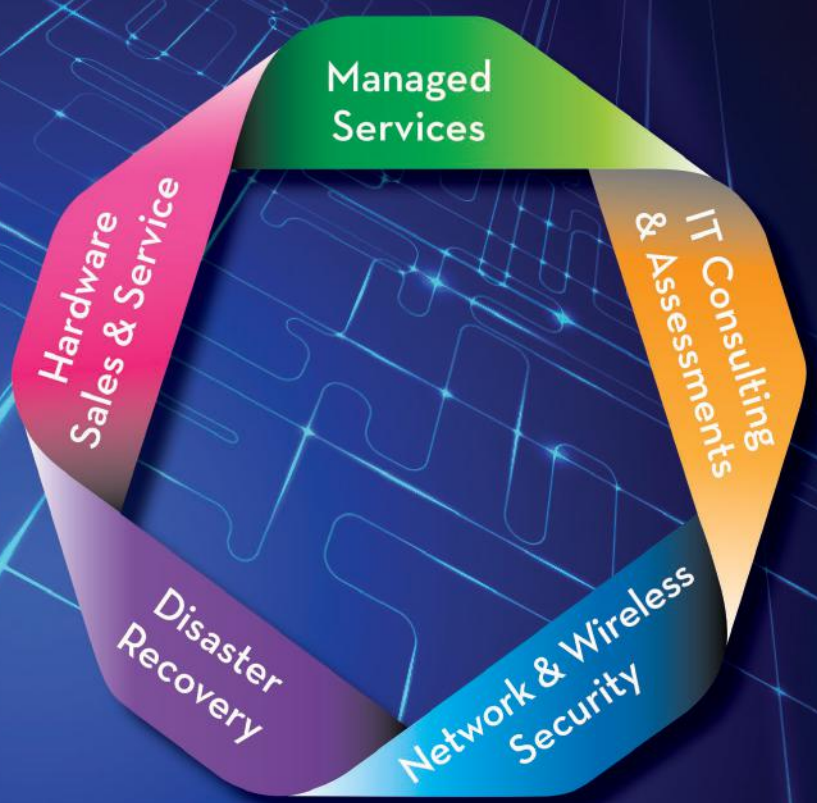 Managed
Services
IT Consulting
& Assessments
Network & Wireless
Security
Disaster
Recovery
Hardware
Sales & Service